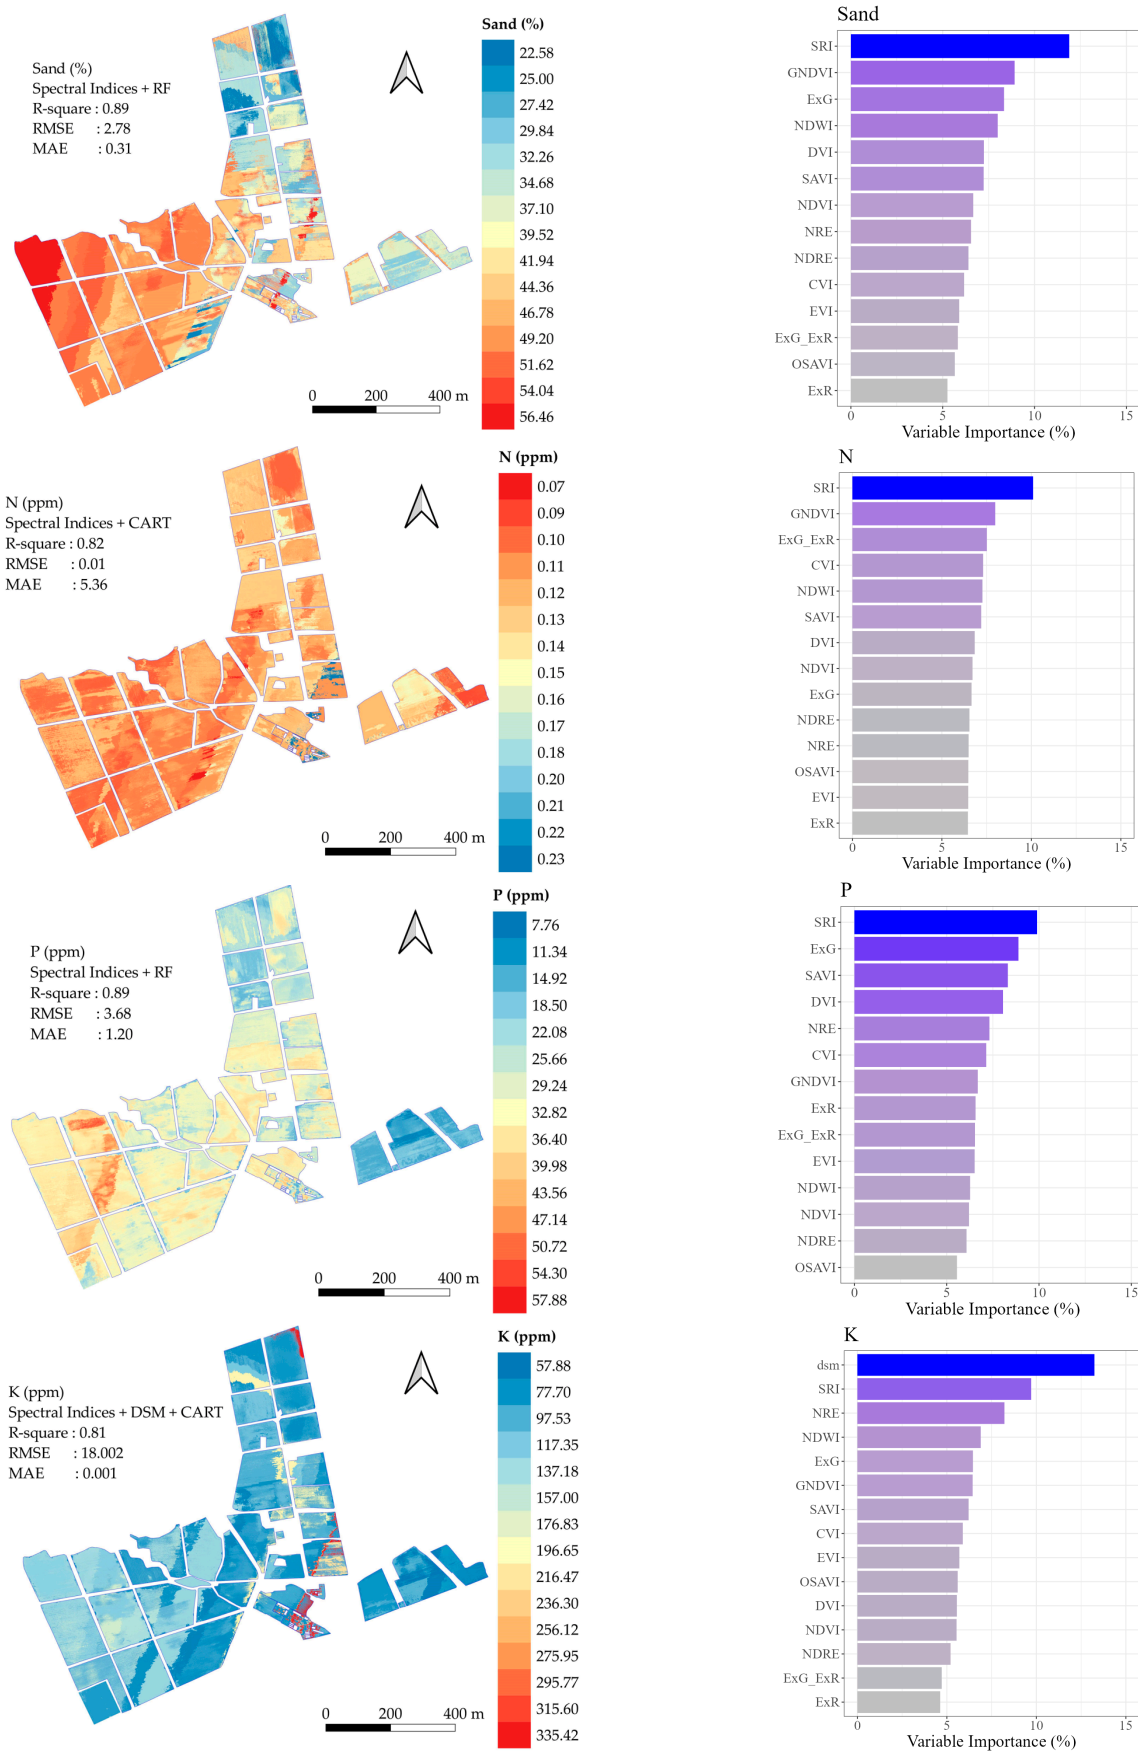 Sand (%)
Spectral Indices + RF
R-square : 0.89
RMSE : 2.78
MAE : 0.31
Sand (%)
22.58
25.00
27.42
29.84
32.26
34.68
37.10
39.52
41.94
44.36
46.78
49.20
51.62
54.04
56.46
0 200 400 m
Sand
SRI
GNDVI
ExG
NDWI
DVI
SAVI
NDVI
NRE
NDRE
CVI
EVI
ExG_ExR
OSAVI
ExR
0 5 10 15
Variable Importance (%)
N (ppm)
Spectral Indices + CART
R-square : 0.82
RMSE : 0.01
MAE : 5.36
N (ppm)
0.07
0.09
0.10
0.11
0.12
0.13
0.14
0.15
0.16
0.17
0.18
0.20
0.21
0.22
0.23
0 200 400 m
N
SRI
GNDVI
ExG_ExR
CVI
NDWI
SAVI
DVI
NDVI
ExG
NDRE
NRE
OSAVI
EVI
ExR
0 5 10 15
Variable Importance (%)
P (ppm)
Spectral Indices + RF
R-square : 0.89
RMSE : 3.68
MAE : 1.20
P (ppm)
7.76
11.34
14.92
18.50
22.08
25.66
29.24
32.82
36.40
39.98
43.56
47.14
50.72
54.30
57.88
0 200 400 m
P
SRI
ExG
SAVI
DVI
NRE
CVI
GNDVI
ExR
ExG_ExR
EVI
NDWI
NDVI
NDRE
OSAVI
0 5 10 15
Variable Importance (%)
K (ppm)
Spectral Indices + DSM + CART
R-square : 0.81
RMSE : 18.002
MAE : 0.001
K (ppm)
57.88
77.70
97.53
117.35
137.18
157.00
176.83
196.65
216.47
236.30
256.12
275.95
295.77
315.60
335.42
0 200 400 m
K
dsm
SRI
NRE
NDWI
ExG
GNDVI
SAVI
CVI
EVI
OSAVI
DVI
NDVI
NDRE
ExG_ExR
ExR
0 5 10 15
Variable Importance (%)